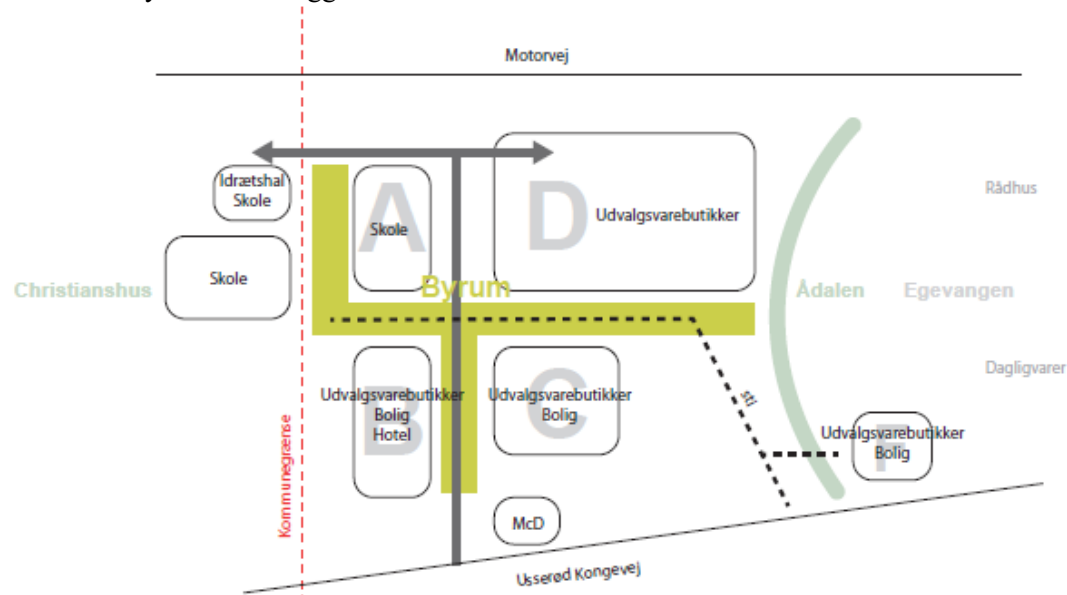 Motorvej
Idrætshal
Skole
A
Skole
D
Udvalgsvarebutikker
Rådhus
Skole
Christianshus
Byrum
Ådalen
Egevangen
Dagligvarer
Udvalgsvarebutikker
Bolig
Hotel
B
Udvalgsvarebutikker
Bolig
C
sti
Udvalgsvarebutikker
Bolig
F
Kommunegrænse
McD
Usserød Kongevej